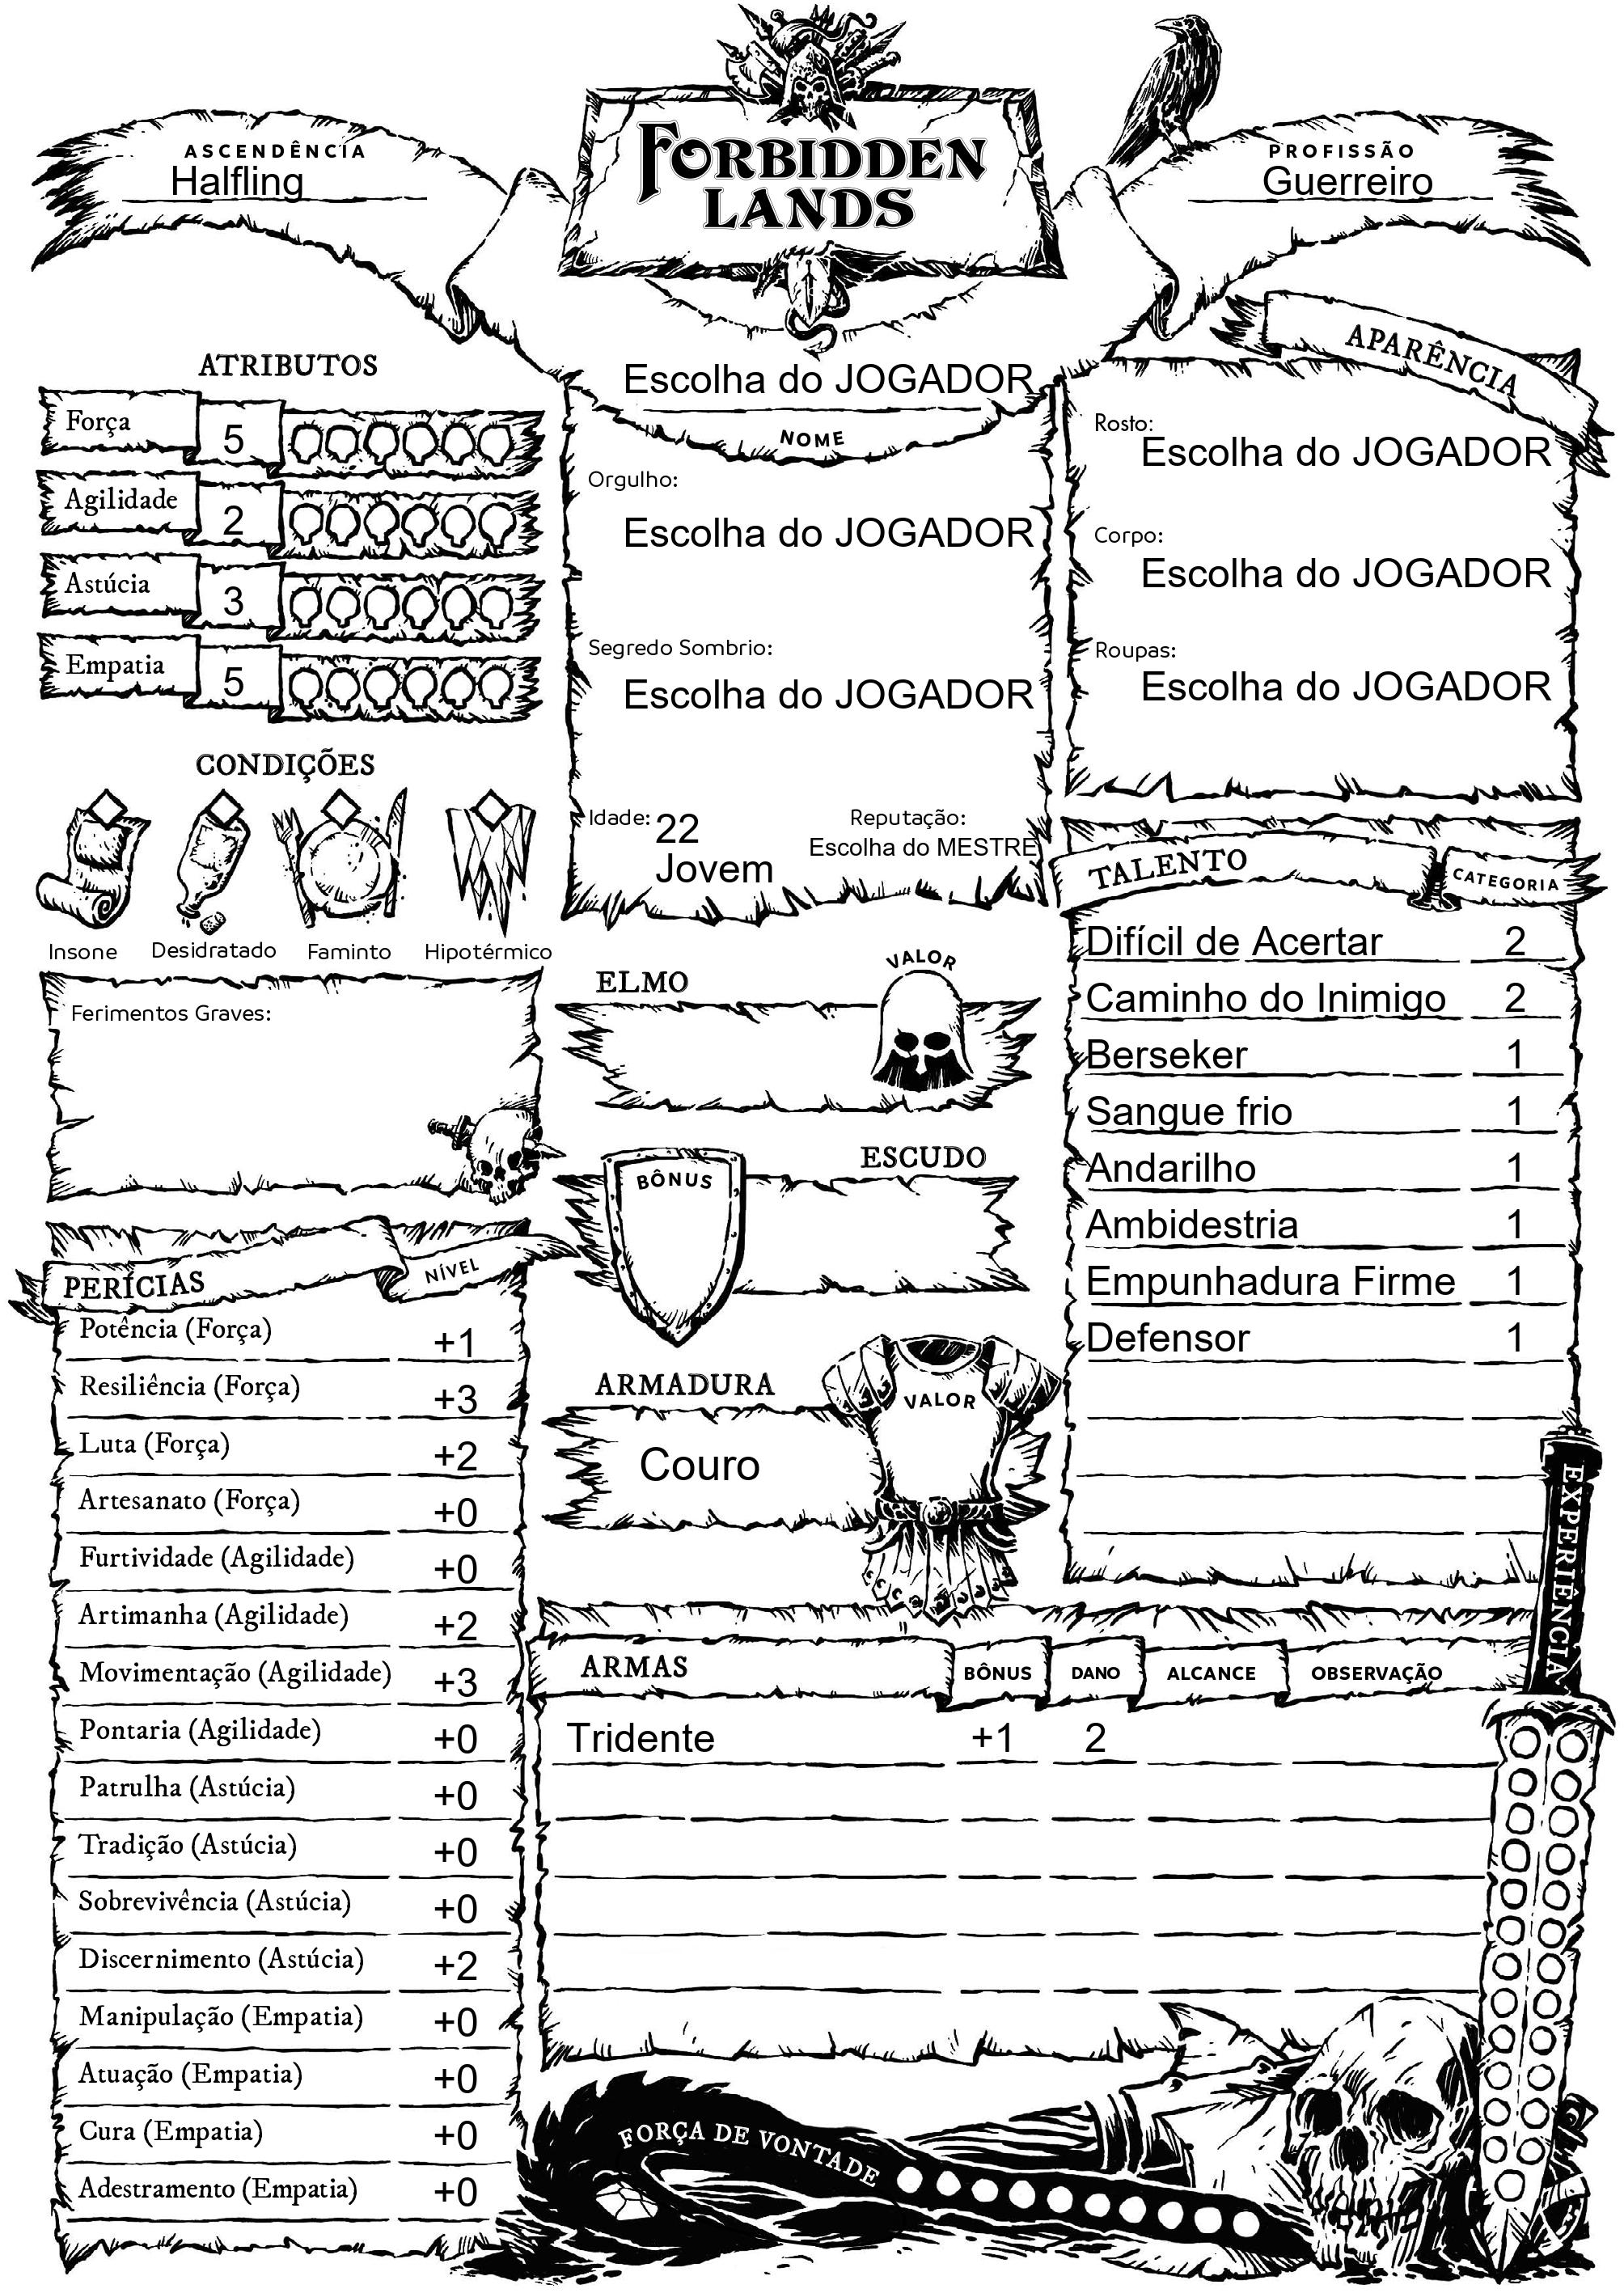 FORBIDDEN
LANDS
ASCENDÊNCIA
Halfling
PROFISSÃO
Guerreiro
ATRIBUTOS
Força 5
Agilidade 2
Astúcia 3
Empatia 5
CONDIÇÕES
Insone Desidratado Faminto Hipotérmico
Ferimentos Graves:
PERÍCIAS NÍVEL
Potência (Força) +1
Resiliência (Força) +3
Luta (Força) +2
Artesanato (Força) +0
Furtividade (Agilidade) +0
Artimanha (Agilidade) +2
Movimentação (Agilidade) +3
Pontaria (Agilidade) +0
Patrulha (Astúcia) +0
Tradição (Astúcia) +0
Sobrevivência (Astúcia) +0
Discernimento (Astúcia) +2
Manipulação (Empatia) +0
Atuação (Empatia) +0
Cura (Empatia) +0
Adestramento (Empatia) +0
Escolha do JOGADOR
NOME
Orgulho:
Escolha do JOGADOR
Segredo Sombrio:
Escolha do JOGADOR
Idade: 22
Jovem
Reputação:
Escolha do MESTRE
ELMO VALOR
BÔNUS ESCUDO
ARMADURA VALOR
Couro
APARÊNCIA
Rosto:
Escolha do JOGADOR
Corpo:
Escolha do JOGADOR
Roupas:
Escolha do JOGADOR
TALENTO CATEGORIA
Difícil de Acertar 2
Caminho do Inimigo 2
Berseker 1
Sangue frio 1
Andarilho 1
Ambidestria 1
Empunhadura Firme 1
Defensor 1
EXPERIÊNCIA
ARMAS BÔNUS DANO ALCANCE OBSERVAÇÃO
Tridente +1 2
FORÇA DE VONTADE